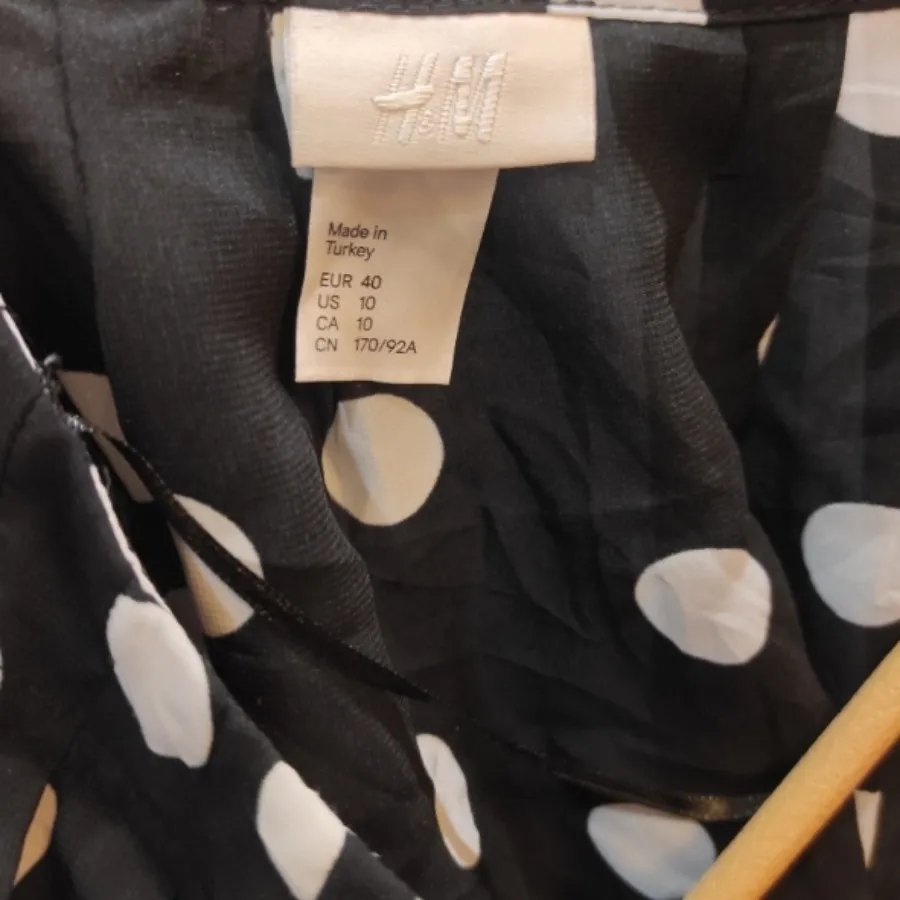 H&M
Made in
Turkey
EUR 40
US 10
CA 10
CN 170/92A